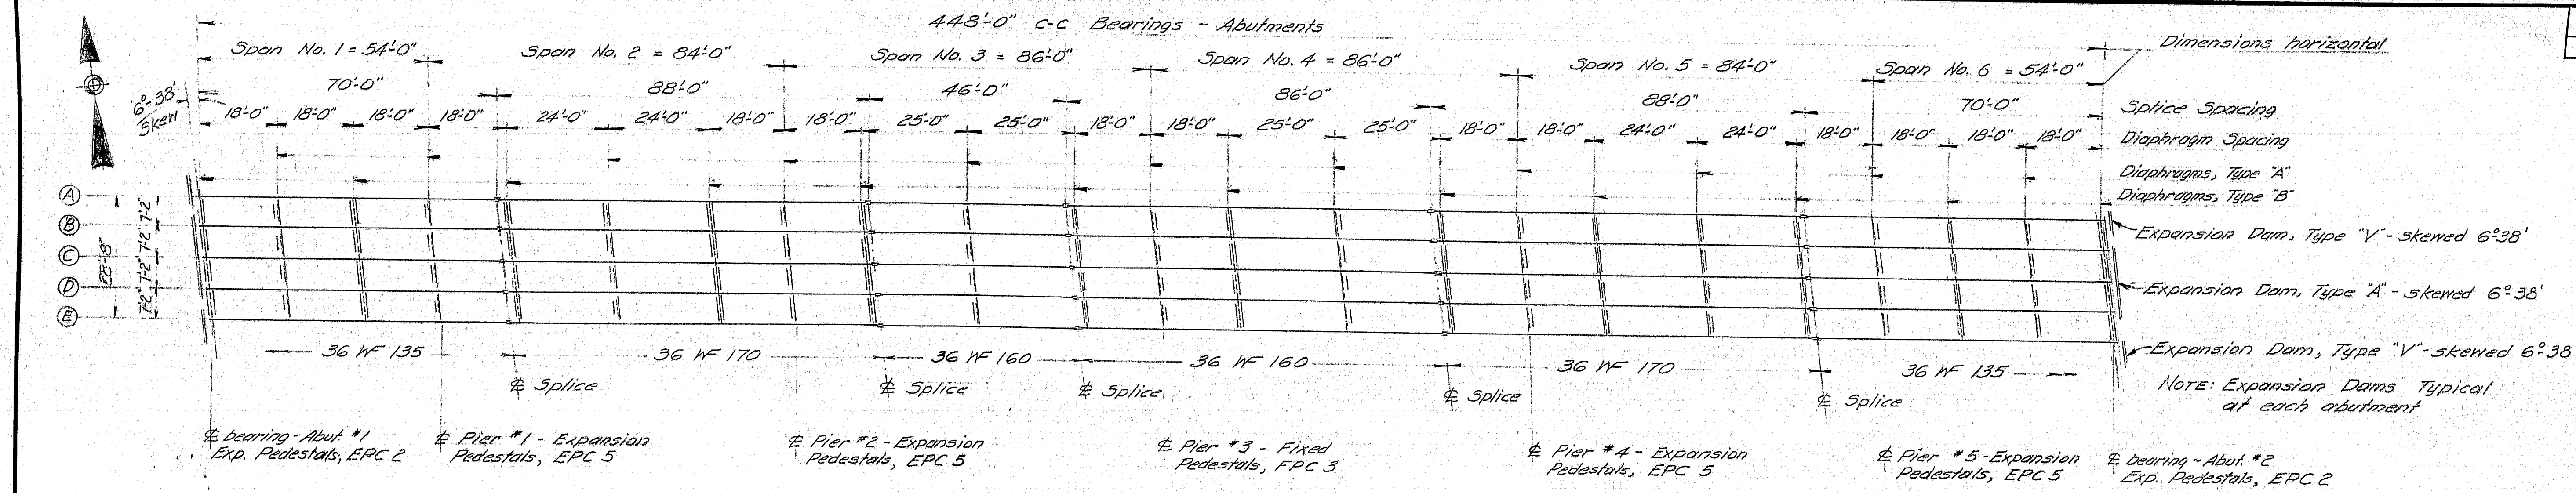 448'-0" c-c Bearings ~ Abutments
Dimensions horizontal
Span No. 1 = 54'-0"
Span No. 2 = 84'-0"
Span No. 3 = 86'-0"
Span No. 4 = 86'-0"
Span No. 5 = 84'-0"
Span No. 6 = 54'-0"
70'-0" 88'-0" 46'-0" 86'-0" 88'-0" 70'-0" Splice Spacing
6°-38' Skew
18'-0" 18'-0" 18'-0" 18'-0" 24'-0" 24'-0" 18'-0" 18'-0" 25'-0" 25'-0" 18'-0" 18'-0" 25'-0" 25'-0" 18'-0" 18'-0" 24'-0" 24'-0" 18'-0" 18'-0" 18'-0" 18'-0" Diaphragm Spacing
Diaphragms, Type "A"
Diaphragms, Type "B"
A
B
C
D
E
28'-8"
7'-2" 7'-2" 7'-2" 7'-2"
Expansion Dam, Type "V" - skewed 6°-38'
Expansion Dam, Type "A" - skewed 6°-38'
Expansion Dam, Type "V" - skewed 6°-38'
NOTE: Expansion Dams Typical
at each abutment
36 WF 135
36 WF 170
36 WF 160
36 WF 160
36 WF 170
36 WF 135
℄ Splice
℄ Splice
℄ Splice
℄ Splice
℄ Splice
℄ bearing - Abut. #1
Exp. Pedestals, EPC 2
℄ Pier #1 - Expansion
Pedestals, EPC 5
℄ Pier #2 - Expansion
Pedestals, EPC 5
℄ Pier #3 - Fixed
Pedestals, FPC 3
℄ Pier #4 - Expansion
Pedestals, EPC 5
℄ Pier #5 - Expansion
Pedestals, EPC 5
℄ bearing ~ Abut. #2
Exp. Pedestals, EPC 2